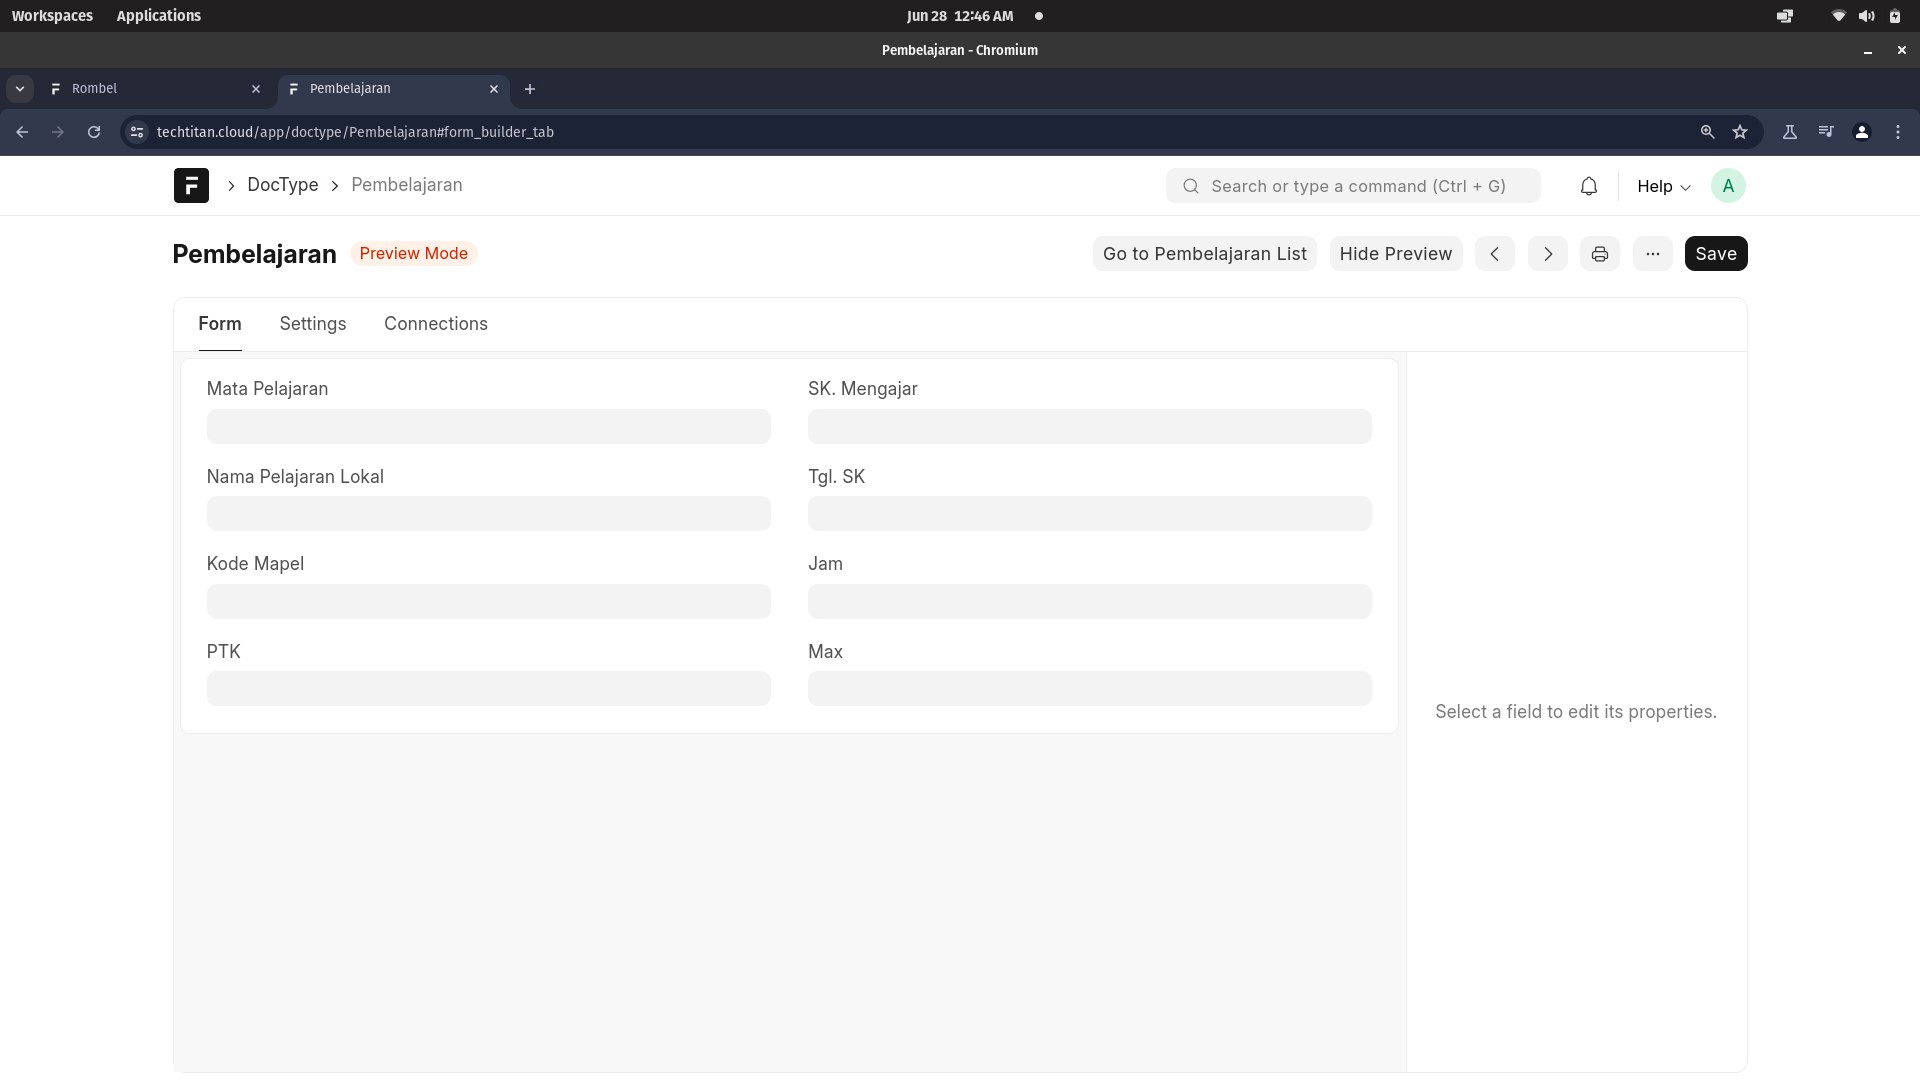 Workspaces Applications Jun 28 12:46 AM
Pembelajaran - Chromium
Rombel Pembelajaran
techtitan.cloud/app/doctype/Pembelajaran#form_builder_tab
DocType Pembelajaran Search or type a command (Ctrl + G) Help A
Pembelajaran Preview Mode Go to Pembelajaran List Hide Preview ... Save
Form Settings Connections
Mata Pelajaran SK. Mengajar
Nama Pelajaran Lokal Tgl. SK
Kode Mapel Jam
PTK Max
Select a field to edit its properties.